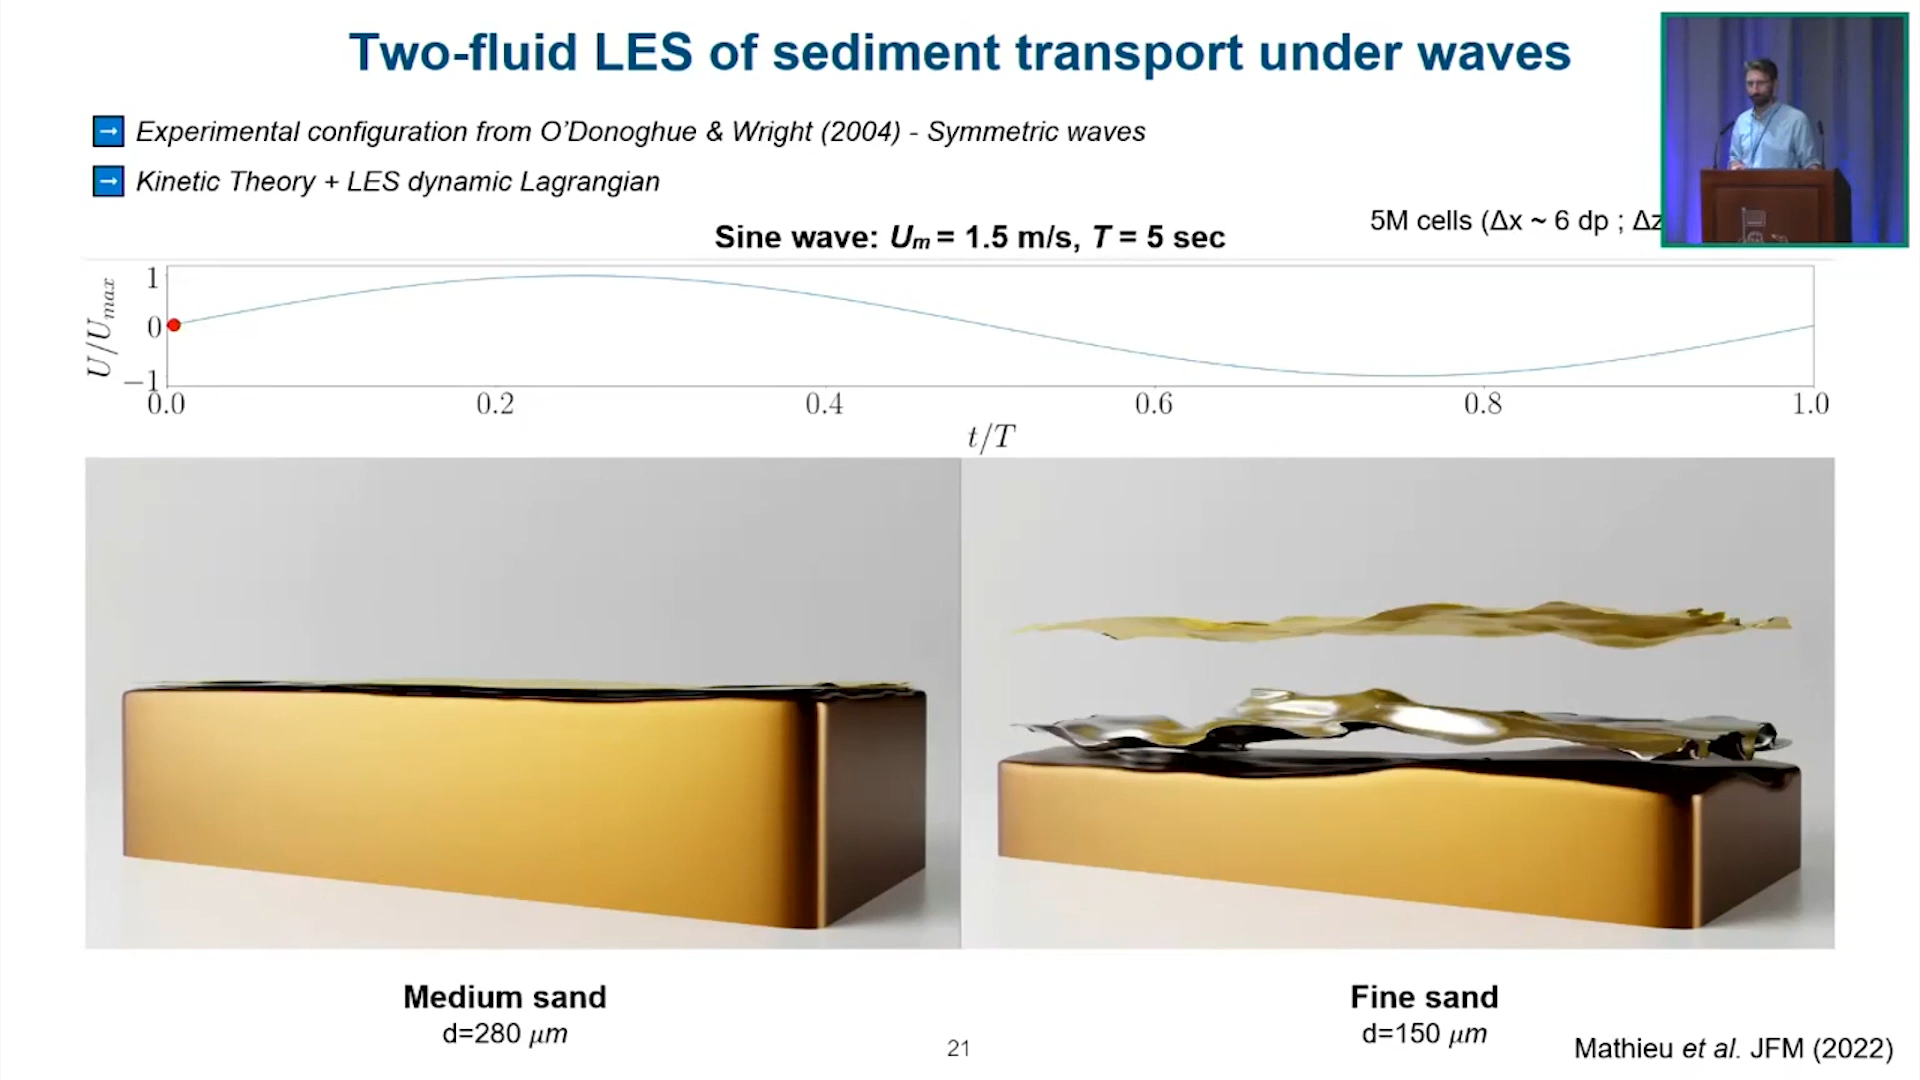 Two-fluid LES of sediment transport under waves
→ Experimental configuration from O'Donoghue & Wright (2004) - Symmetric waves
→ Kinetic Theory + LES dynamic Lagrangian
5M cells (Δx ~ 6 dp ; Δz
Sine wave: Um = 1.5 m/s, T = 5 sec
U/Umax
1
0
−1
0.0 0.2 0.4 0.6 0.8 1.0
t/T
Medium sand
d=280 μm
Fine sand
d=150 μm
21
Mathieu et al. JFM (2022)